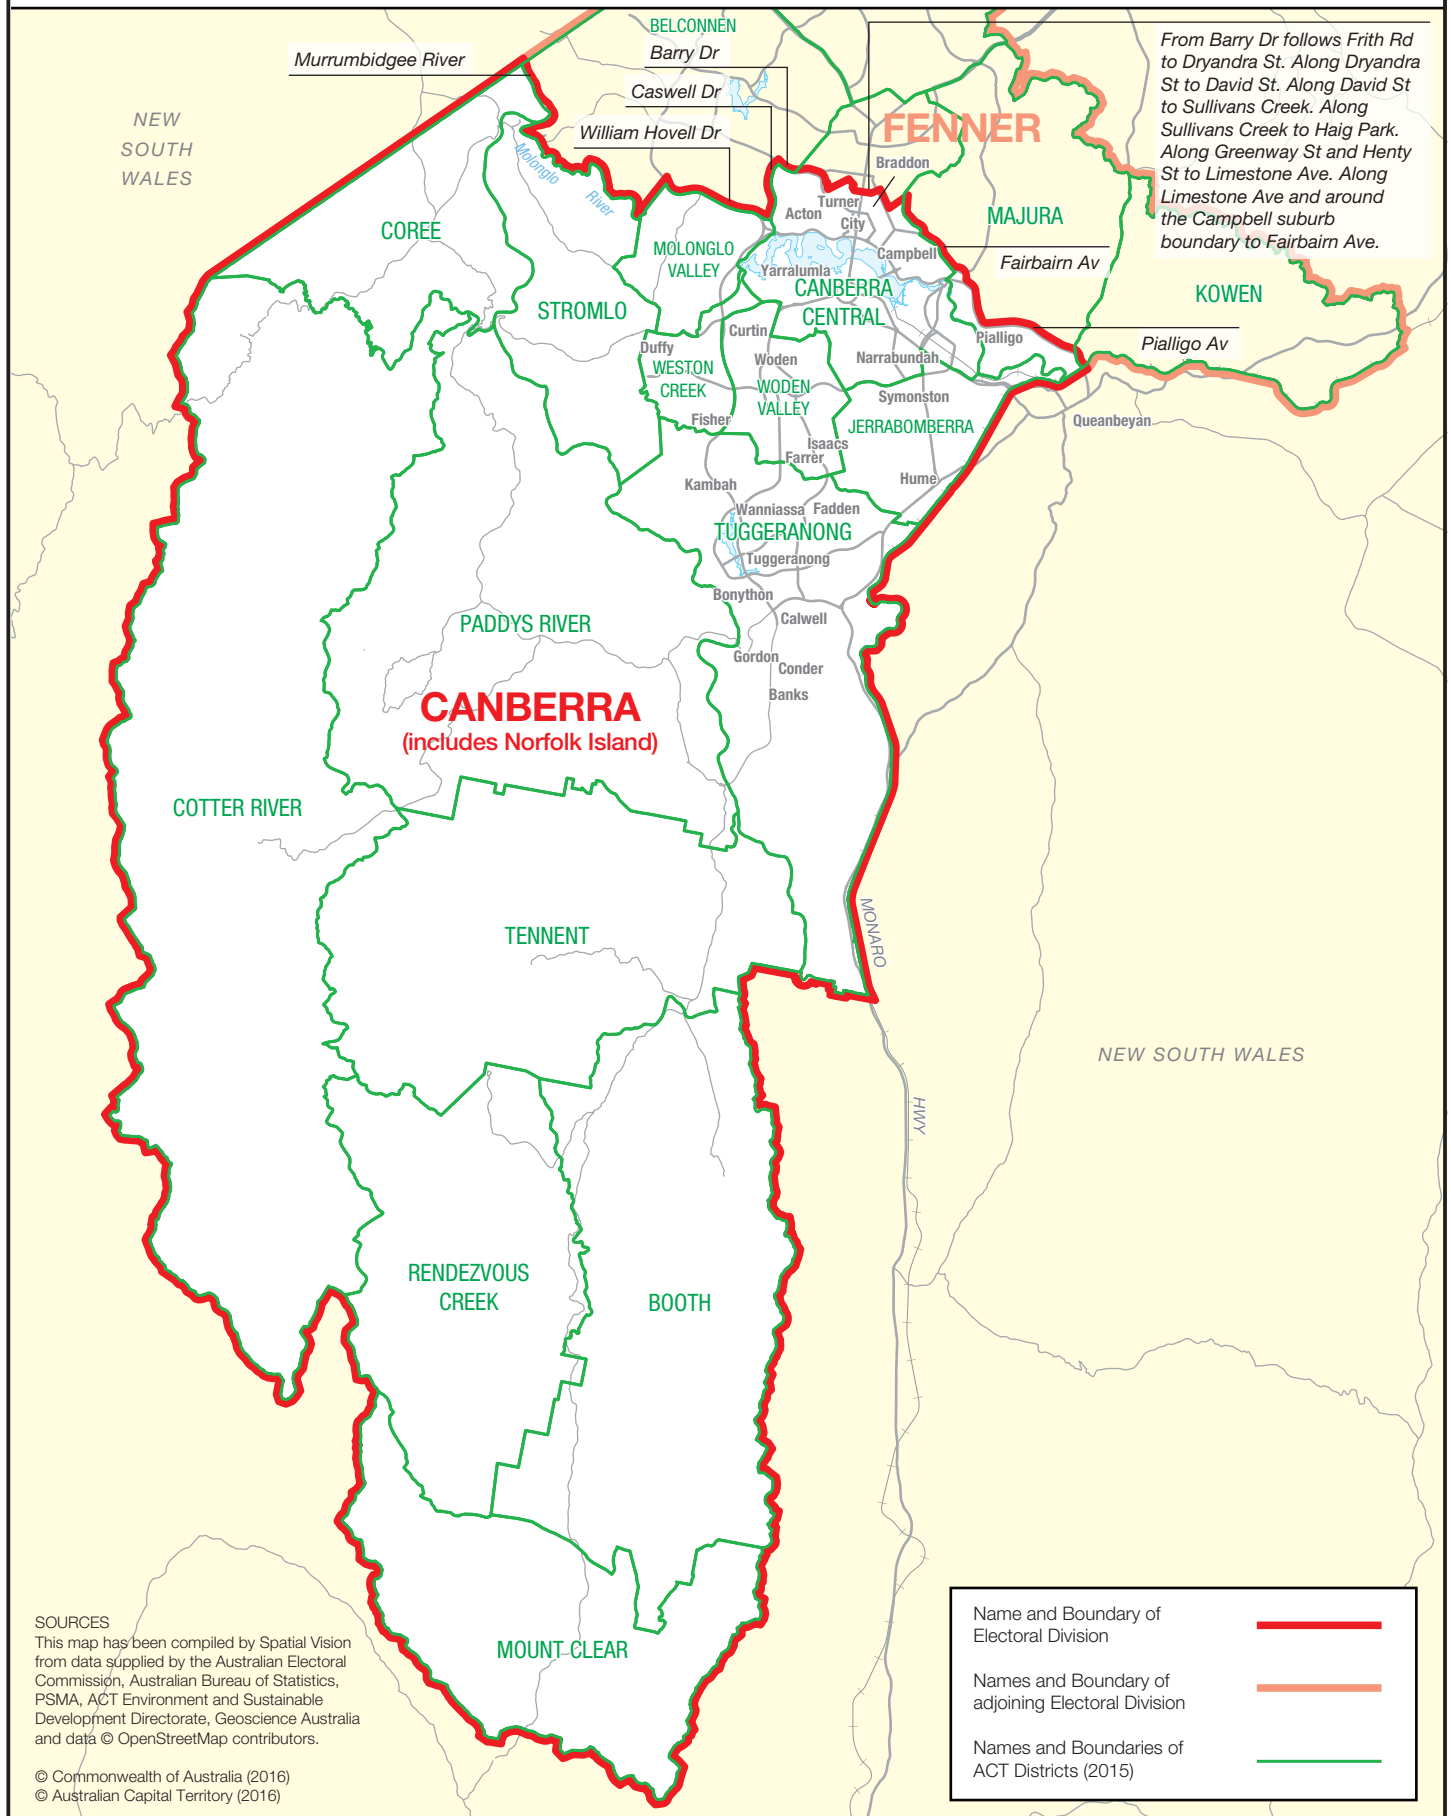 BELCONNEN
Murrumbidgee River
Barry Dr
Caswell Dr
William Hovell Dr
From Barry Dr follows Frith Rd
to Dryandra St. Along Dryandra
St to David St. Along David St
to Sullivans Creek. Along
Sullivans Creek to Haig Park.
Along Greenway St and Henty
St to Limestone Ave. Along
Limestone Ave and around
the Campbell suburb
boundary to Fairbairn Ave.
NEW
SOUTH
WALES
FENNER
Braddon
Molonglo
River
Turner
Acton
City
MAJURA
COREE
MOLONGLO
VALLEY
Campbell
Fairbairn Av
Yarralumla
CANBERRA
CENTRAL
KOWEN
STROMLO
Curtin
Pialligo
Pialligo Av
Duffy
Woden
Narrabundah
WESTON
CREEK
WODEN
VALLEY
Symonston
Fisher
JERRABOMBERRA
Queanbeyan
Isaacs
Farrer
Kambah
Hume
Wanniassa
Fadden
TUGGERANONG
Tuggeranong
Bonython
Calwell
PADDYS RIVER
Gordon
Conder
Banks
CANBERRA
(includes Norfolk Island)
COTTER RIVER
TENNENT
MONARO
HWY
NEW SOUTH WALES
RENDEZVOUS
CREEK
BOOTH
MOUNT CLEAR
SOURCES
This map has been compiled by Spatial Vision
from data supplied by the Australian Electoral
Commission, Australian Bureau of Statistics,
PSMA, ACT Environment and Sustainable
Development Directorate, Geoscience Australia
and data © OpenStreetMap contributors.
© Commonwealth of Australia (2016)
© Australian Capital Territory (2016)
Name and Boundary of
Electoral Division
Names and Boundary of
adjoining Electoral Division
Names and Boundaries of
ACT Districts (2015)